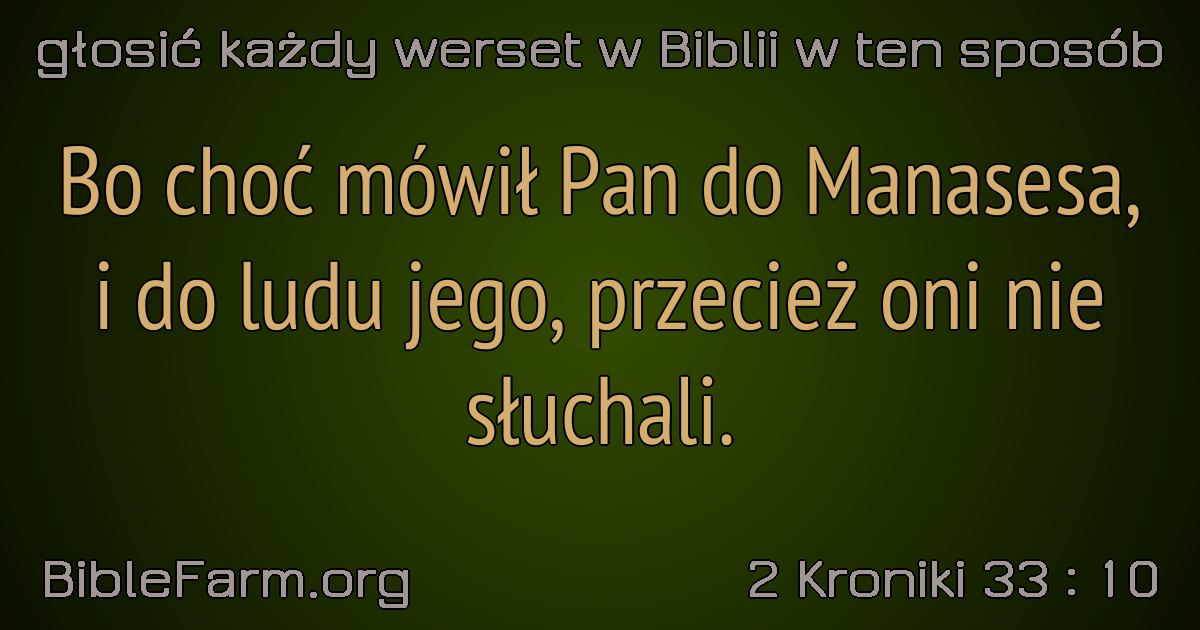 głosić każdy werset w Biblii w ten sposób
Bo choć mówił Pan do Manasesa,
i do ludu jego, przecież oni nie
słuchali.
BibleFarm.org
2 Kroniki 33 : 10